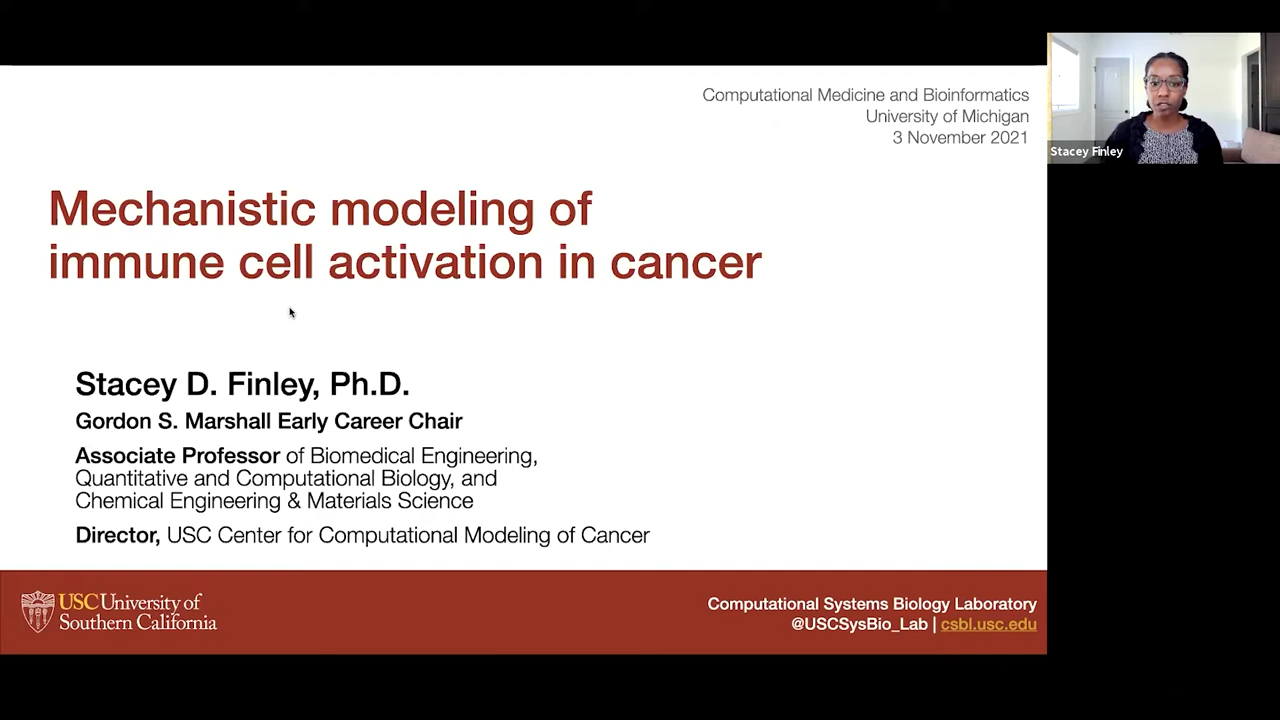 Computational Medicine and Bioinformatics
University of Michigan
3 November 2021
Stacey Finley
Mechanistic modeling of
immune cell activation in cancer
Stacey D. Finley, Ph.D.
Gordon S. Marshall Early Career Chair
Associate Professor of Biomedical Engineering,
Quantitative and Computational Biology, and
Chemical Engineering & Materials Science
Director, USC Center for Computational Modeling of Cancer
USC University of
Southern California
Computational Systems Biology Laboratory
@USCSysBio_Lab | csbl.usc.edu